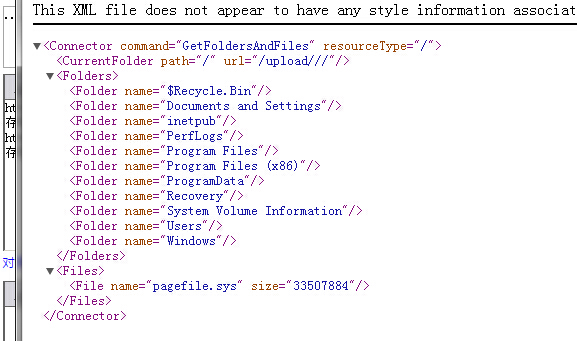 This XML file does not appear to have any style information associat
▼<Connector command="GetFoldersAndFiles" resourceType="/">
<CurrentFolder path="/" url="/upload///"/>
▼<Folders>
<Folder name="$Recycle.Bin"/>
<Folder name="Documents and Settings"/>
<Folder name="inetpub"/>
<Folder name="PerfLogs"/>
<Folder name="Program Files"/>
<Folder name="Program Files (x86)"/>
<Folder name="ProgramData"/>
<Folder name="Recovery"/>
<Folder name="System Volume Information"/>
<Folder name="Users"/>
<Folder name="Windows"/>
</Folders>
▼<Files>
<File name="pagefile.sys" size="33507884"/>
</Files>
</Connector>
ht
存
ht
存
对